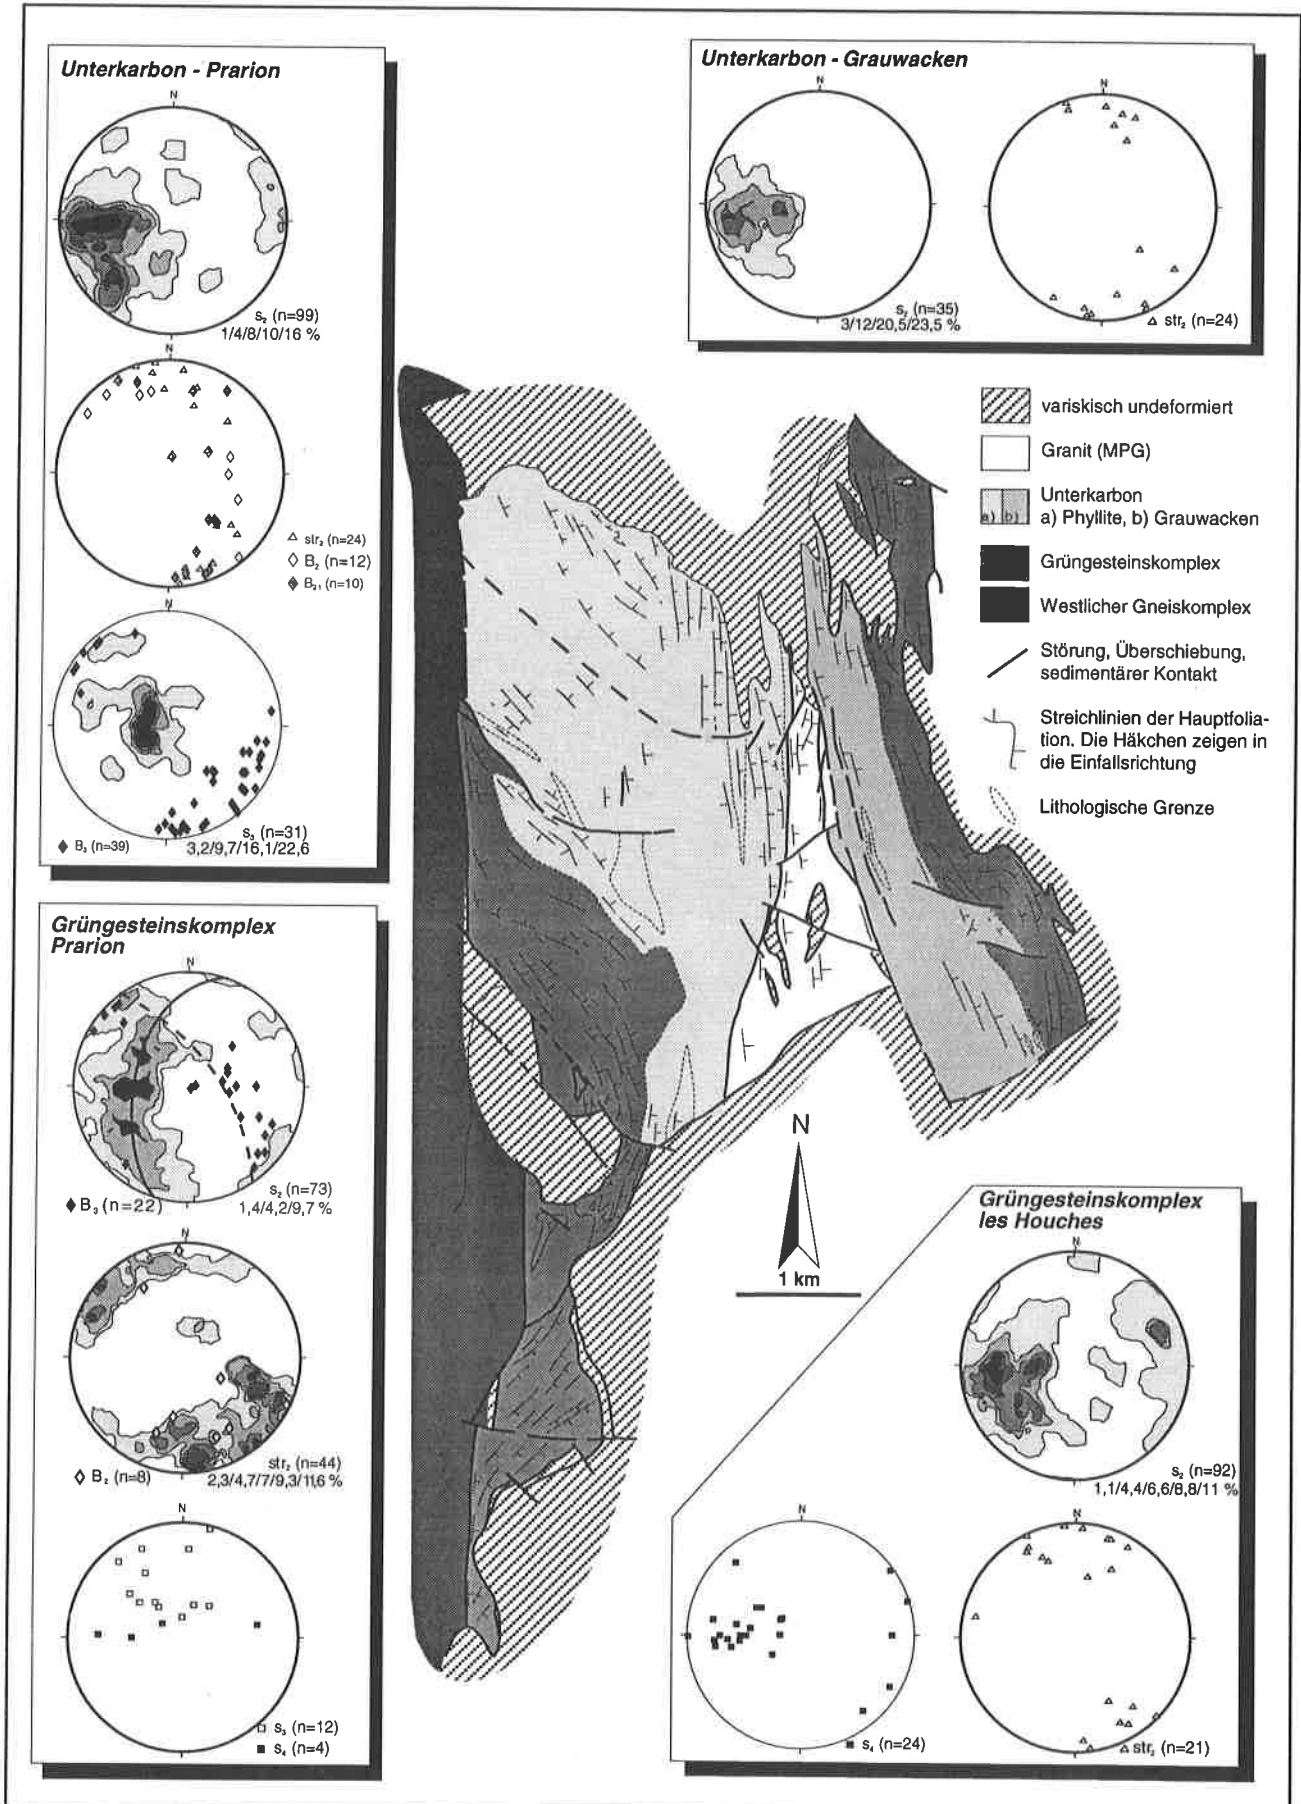 Unterkarbon - Prarion
N
s₂ (n=99)
1/4/8/10/16 %
N
str₂ (n=24)
B₂ (n=12)
B₂₁ (n=10)
N
s₃ (n=31)
B₃ (n=39)
3,2/9,7/16,1/22,6
Unterkarbon - Grauwacken
N
N
s₂ (n=35)
3/12/20,5/23,5 %
str₂ (n=24)
variskisch undeformiert
Granit (MPG)
Unterkarbon
a) b)
a) Phyllite, b) Grauwacken
Grüngesteinskomplex
Westlicher Gneiskomplex
Störung, Überschiebung,
sedimentärer Kontakt
Streichlinien der Hauptfolia-
tion. Die Häkchen zeigen in
die Einfallsrichtung
Lithologische Grenze
Grüngesteinskomplex
Prarion
N
s₂ (n=73)
B₃ (n=22)
1,4/4,2/9,7 %
N
str₂ (n=44)
B₂ (n=8)
2,3/4,7/7/9,3/11,6 %
N
s₃ (n=12)
s₄ (n=4)
N
1 km
Grüngesteinskomplex
les Houches
N
s₂ (n=92)
1,1/4,4/6,6/8,8/11 %
N
N
s₄ (n=24)
str₂ (n=21)